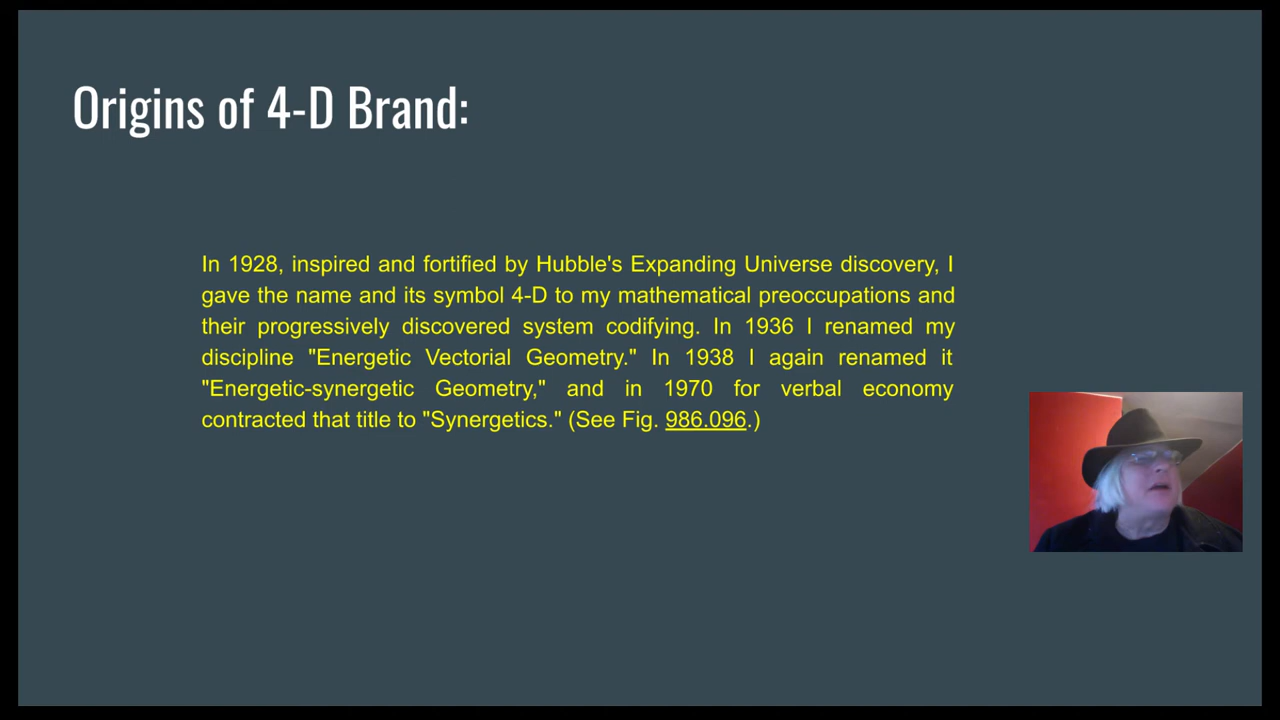 Origins of 4-D Brand:
In 1928, inspired and fortified by Hubble's Expanding Universe discovery, I
gave the name and its symbol 4-D to my mathematical preoccupations and
their progressively discovered system codifying. In 1936 I renamed my
discipline "Energetic Vectorial Geometry." In 1938 I again renamed it
"Energetic-synergetic Geometry," and in 1970 for verbal economy
contracted that title to "Synergetics." (See Fig. 986.096.)